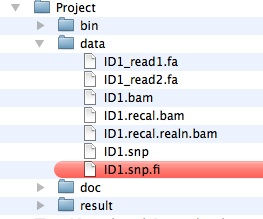 Project
bin
data
ID1_read1.fa
ID1_read2.fa
ID1.bam
ID1.recal.bam
ID1.recal.realn.bam
ID1.snp
ID1.snp.fi
doc
result